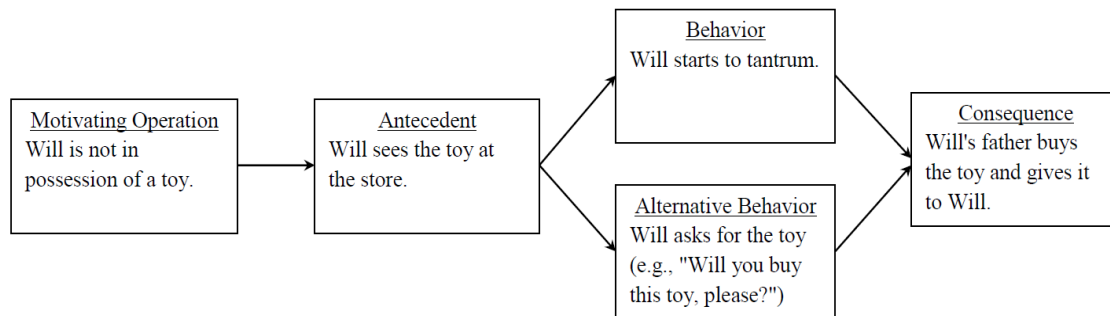 Motivating Operation
Will is not in
possession of a toy.
Antecedent
Will sees the toy at
the store.
Behavior
Will starts to tantrum.
Alternative Behavior
Will asks for the toy
(e.g., "Will you buy
this toy, please?")
Consequence
Will's father buys
the toy and gives it
to Will.